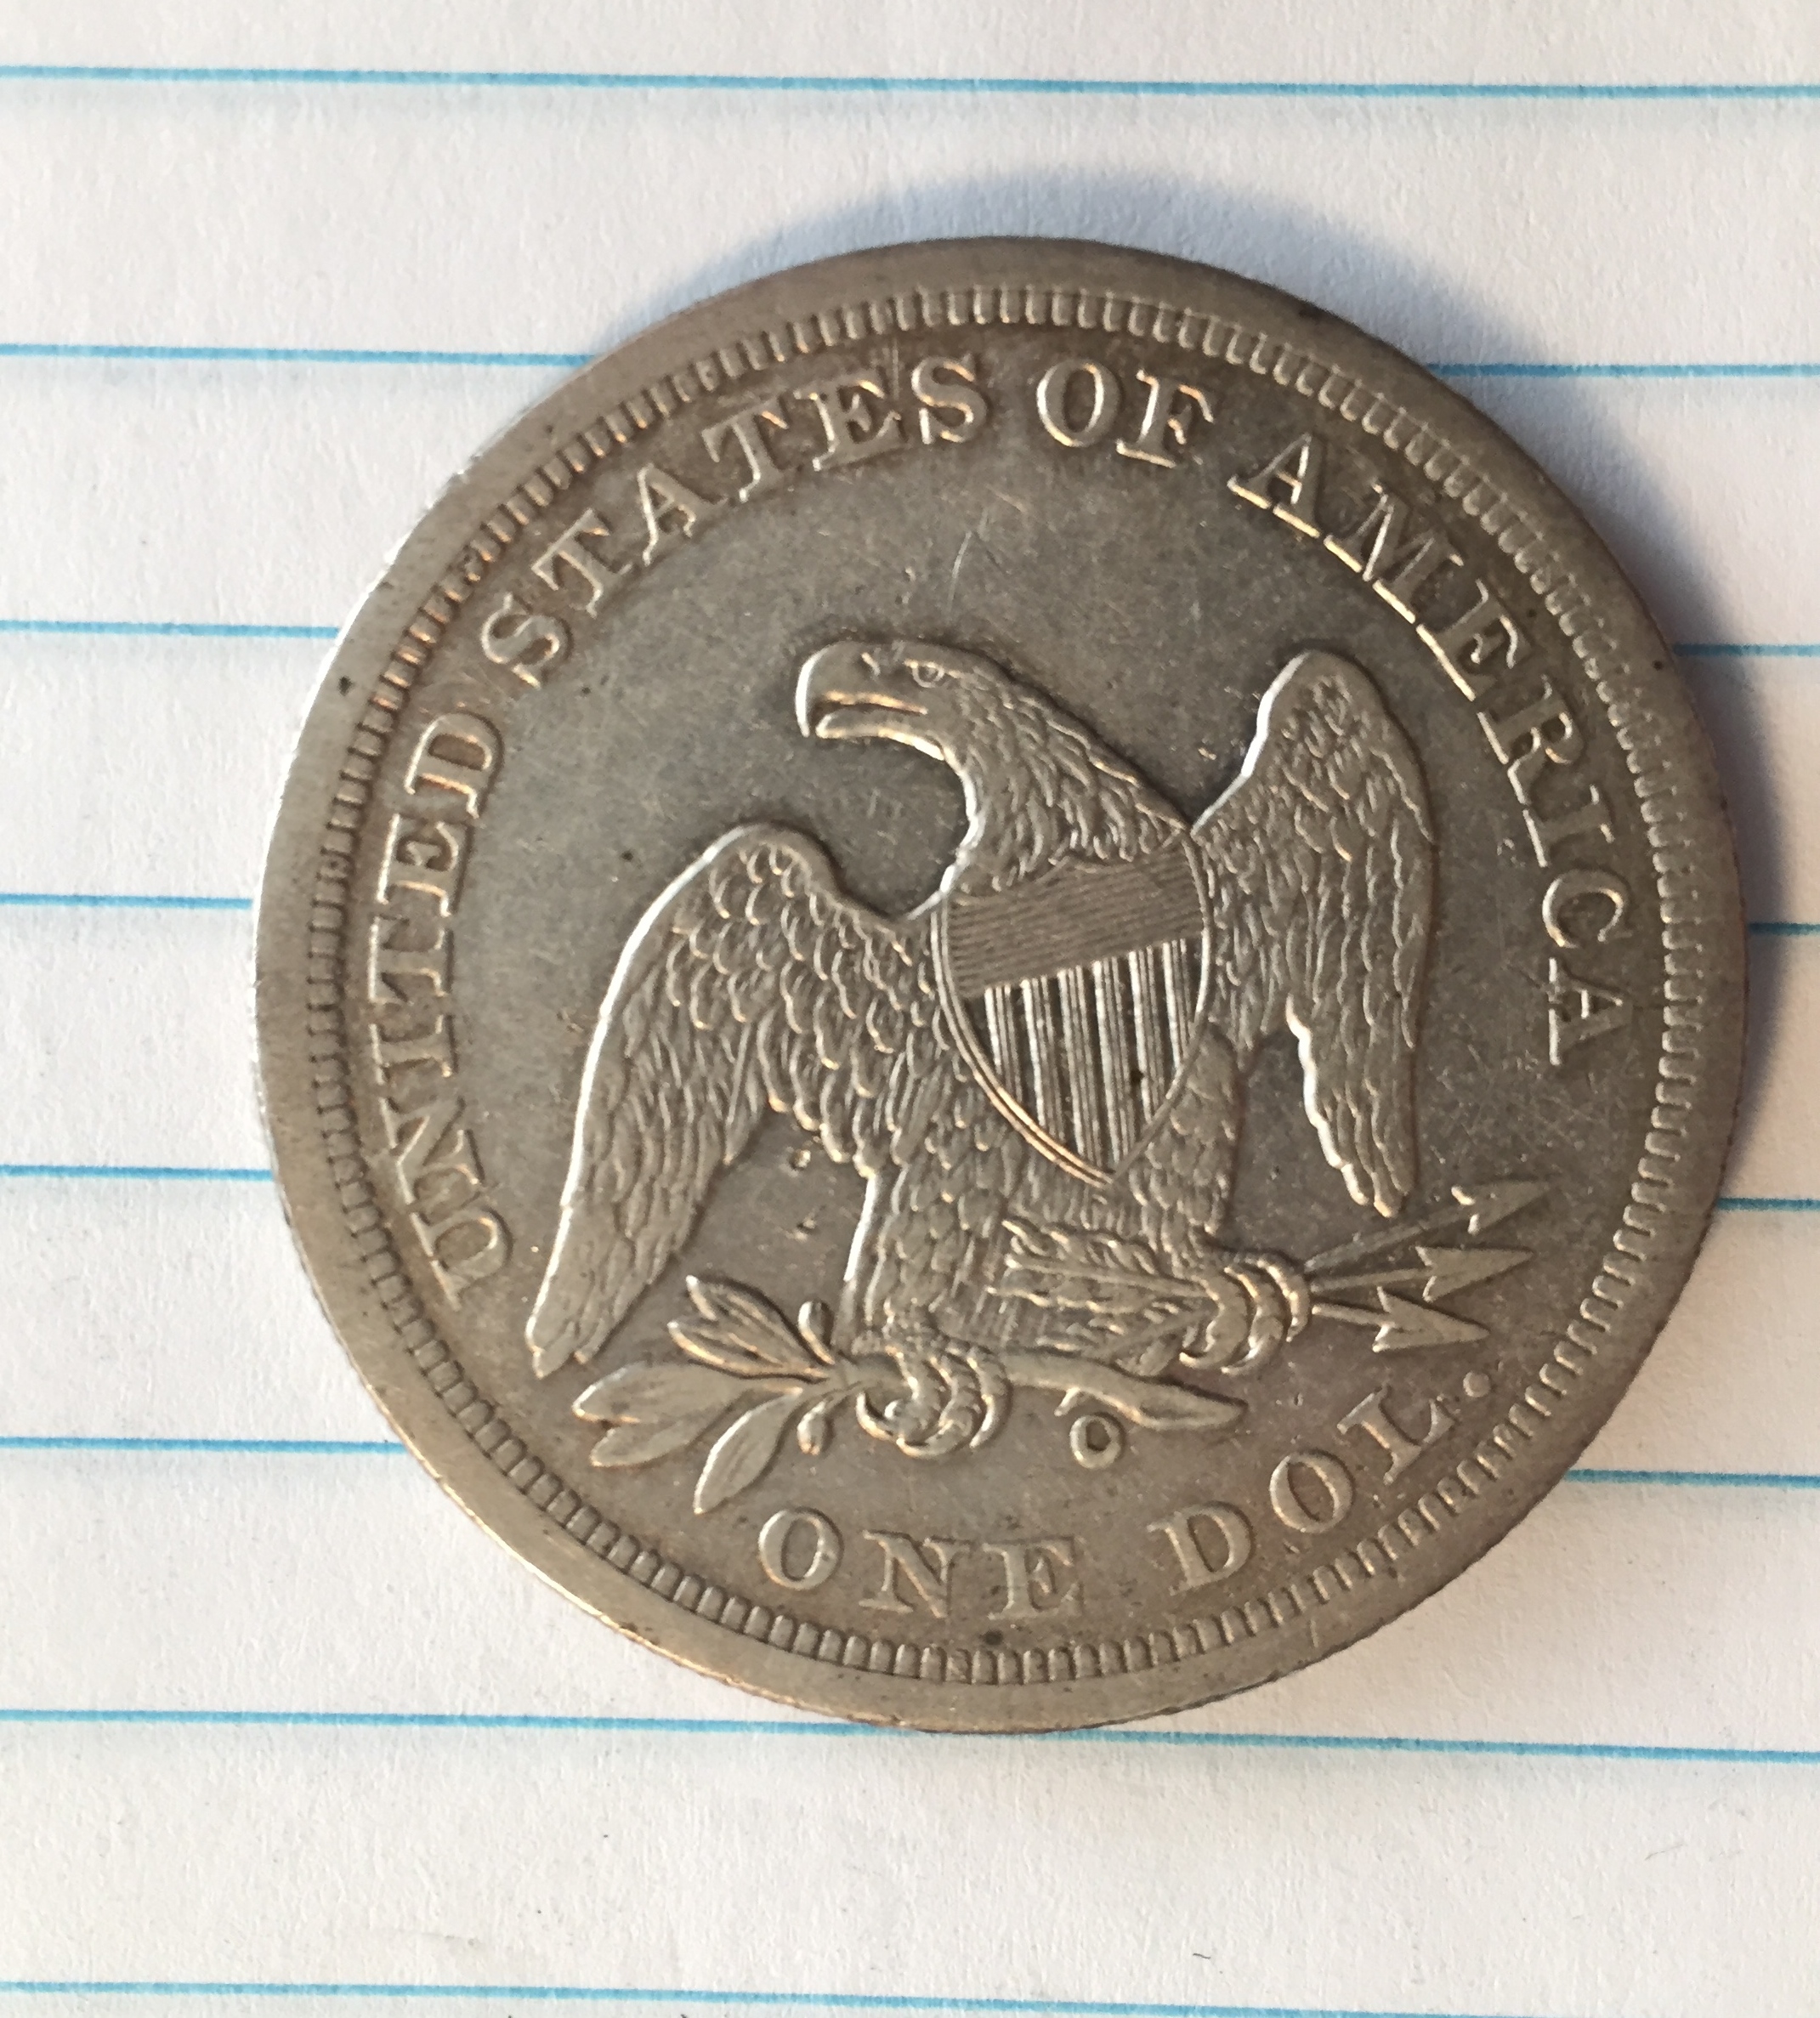 UNITED STATES OF AMERICA
O
ONE DOL.